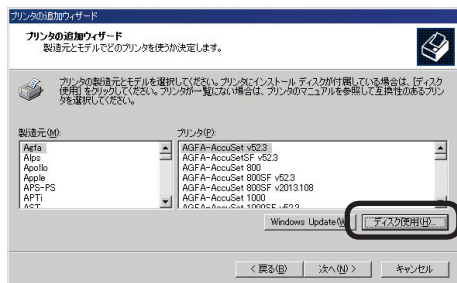 プリンタの追加ウィザード
プリンタの追加ウィザード
製造元とモデルでどのプリンタを使うか決定します。
プリンタの製造元とモデルを選択してください。プリンタにインストール ディスクが付属している場合は、[ディスク
使用] をクリックしてください。プリンタが一覧にない場合は、プリンタのマニュアルを参照して互換性のあるプリン
タを選択してください。
製造元(M):
Agfa
Alps
Apollo
Apple
APS-PS
APTi
AST
プリンタ(P):
AGFA-AccuSet v52.3
AGFA-AccuSetSF v52.3
AGFA-AccuSet 800
AGFA-AccuSet 800SF v52.3
AGFA-AccuSet 800SF v2013.108
AGFA-AccuSet 1000
AGFA-AccuSet 1000SF v52.3
Windows Update(W)
ディスク使用(H)...
< 戻る(B)
次へ(N) >
キャンセル